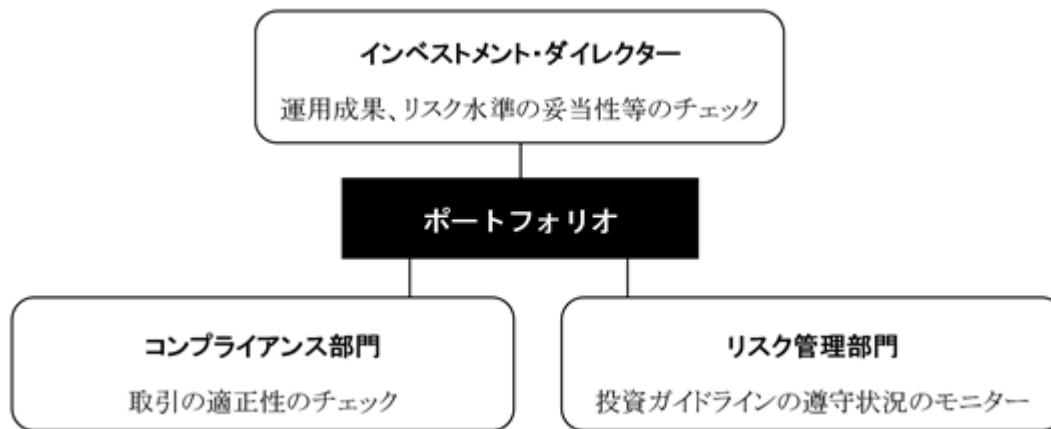 インベストメント・ダイレクター
運用成果、リスク水準の妥当性等のチェック
ポートフォリオ
コンプライアンス部門
取引の適正性のチェック
リスク管理部門
投資ガイドラインの遵守状況のモニター